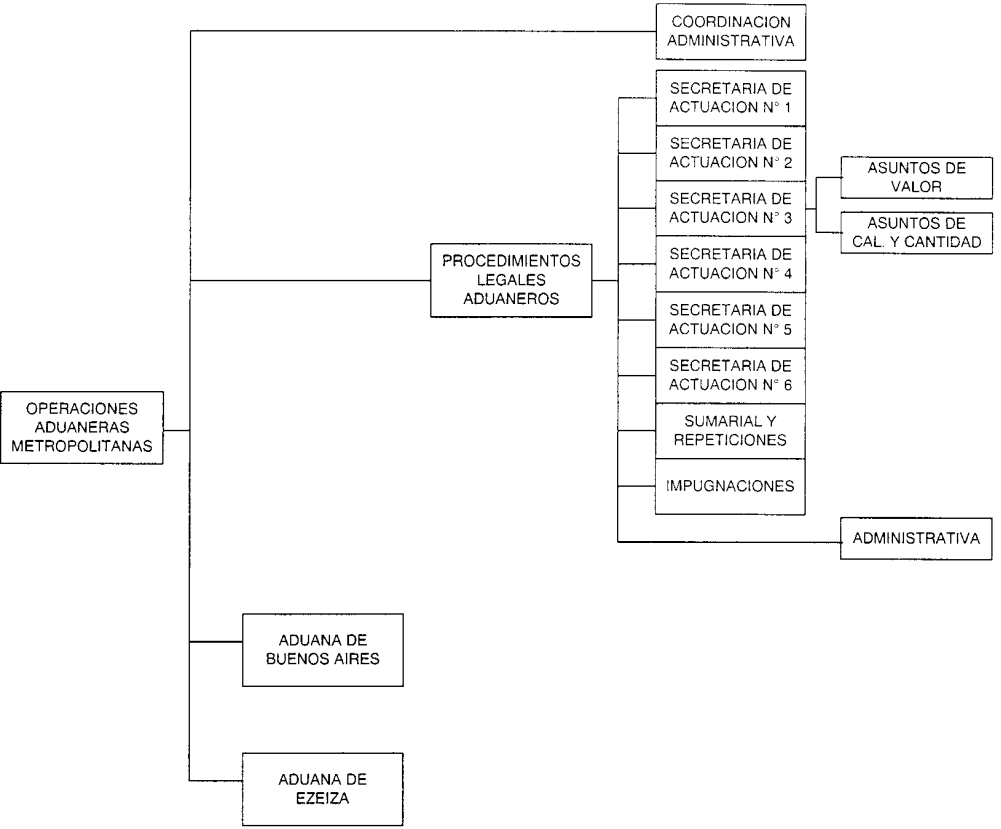 COORDINACION
ADMINISTRATIVA
SECRETARIA DE
ACTUACION N° 1
SECRETARIA DE
ACTUACION N° 2
SECRETARIA DE
ACTUACION N° 3
ASUNTOS DE
VALOR
ASUNTOS DE
CAL. Y CANTIDAD
PROCEDIMIENTOS
LEGALES
ADUANEROS
SECRETARIA DE
ACTUACION N° 4
SECRETARIA DE
ACTUACION N° 5
SECRETARIA DE
ACTUACION N° 6
OPERACIONES
ADUANERAS
METROPOLITANAS
SUMARIAL Y
REPETICIONES
IMPUGNACIONES
ADMINISTRATIVA
ADUANA DE
BUENOS AIRES
ADUANA DE
EZEIZA